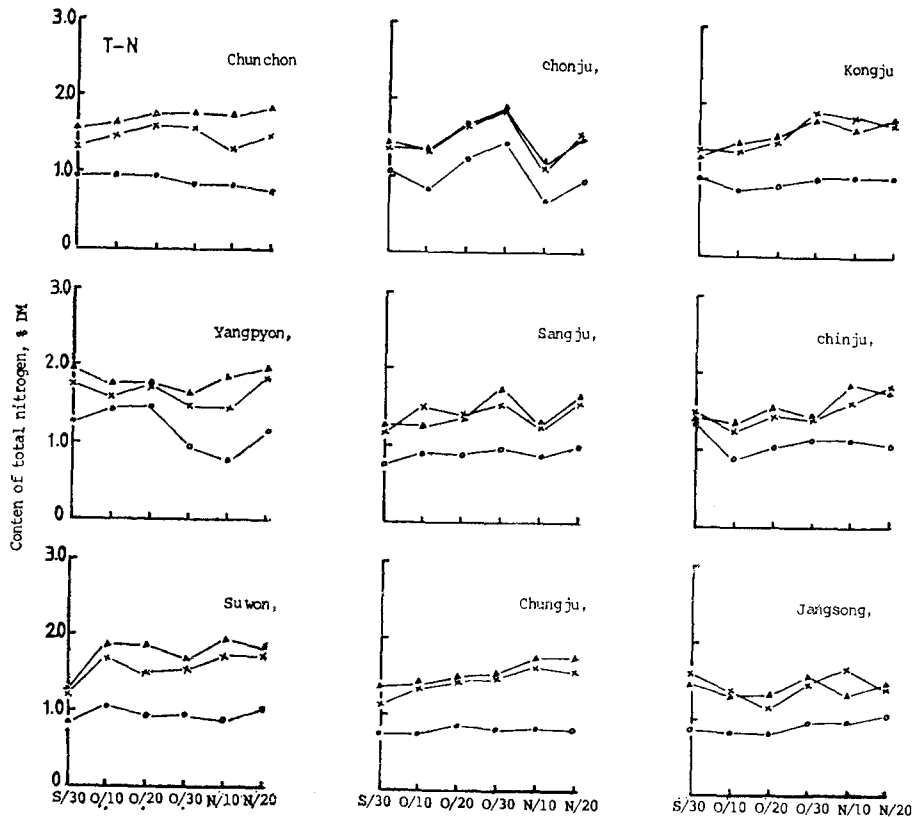 Conten of total nitrogen, % DM
3.0
T-N
Chunchon
2.0
1.0
0
chonju,
Kongju
3.0
Yangpyon,
2.0
1.0
0
Sangju,
chinju,
3.0
Suwon,
2.0
1.0
0
S/30 O/10 O/20 O/30 N/10 N/20
Chungju,
S/30 O/10 O/20 O/30 N/10 N/20
Jangsong,
S/30 O/10 O/20 O/30 N/10 N/20